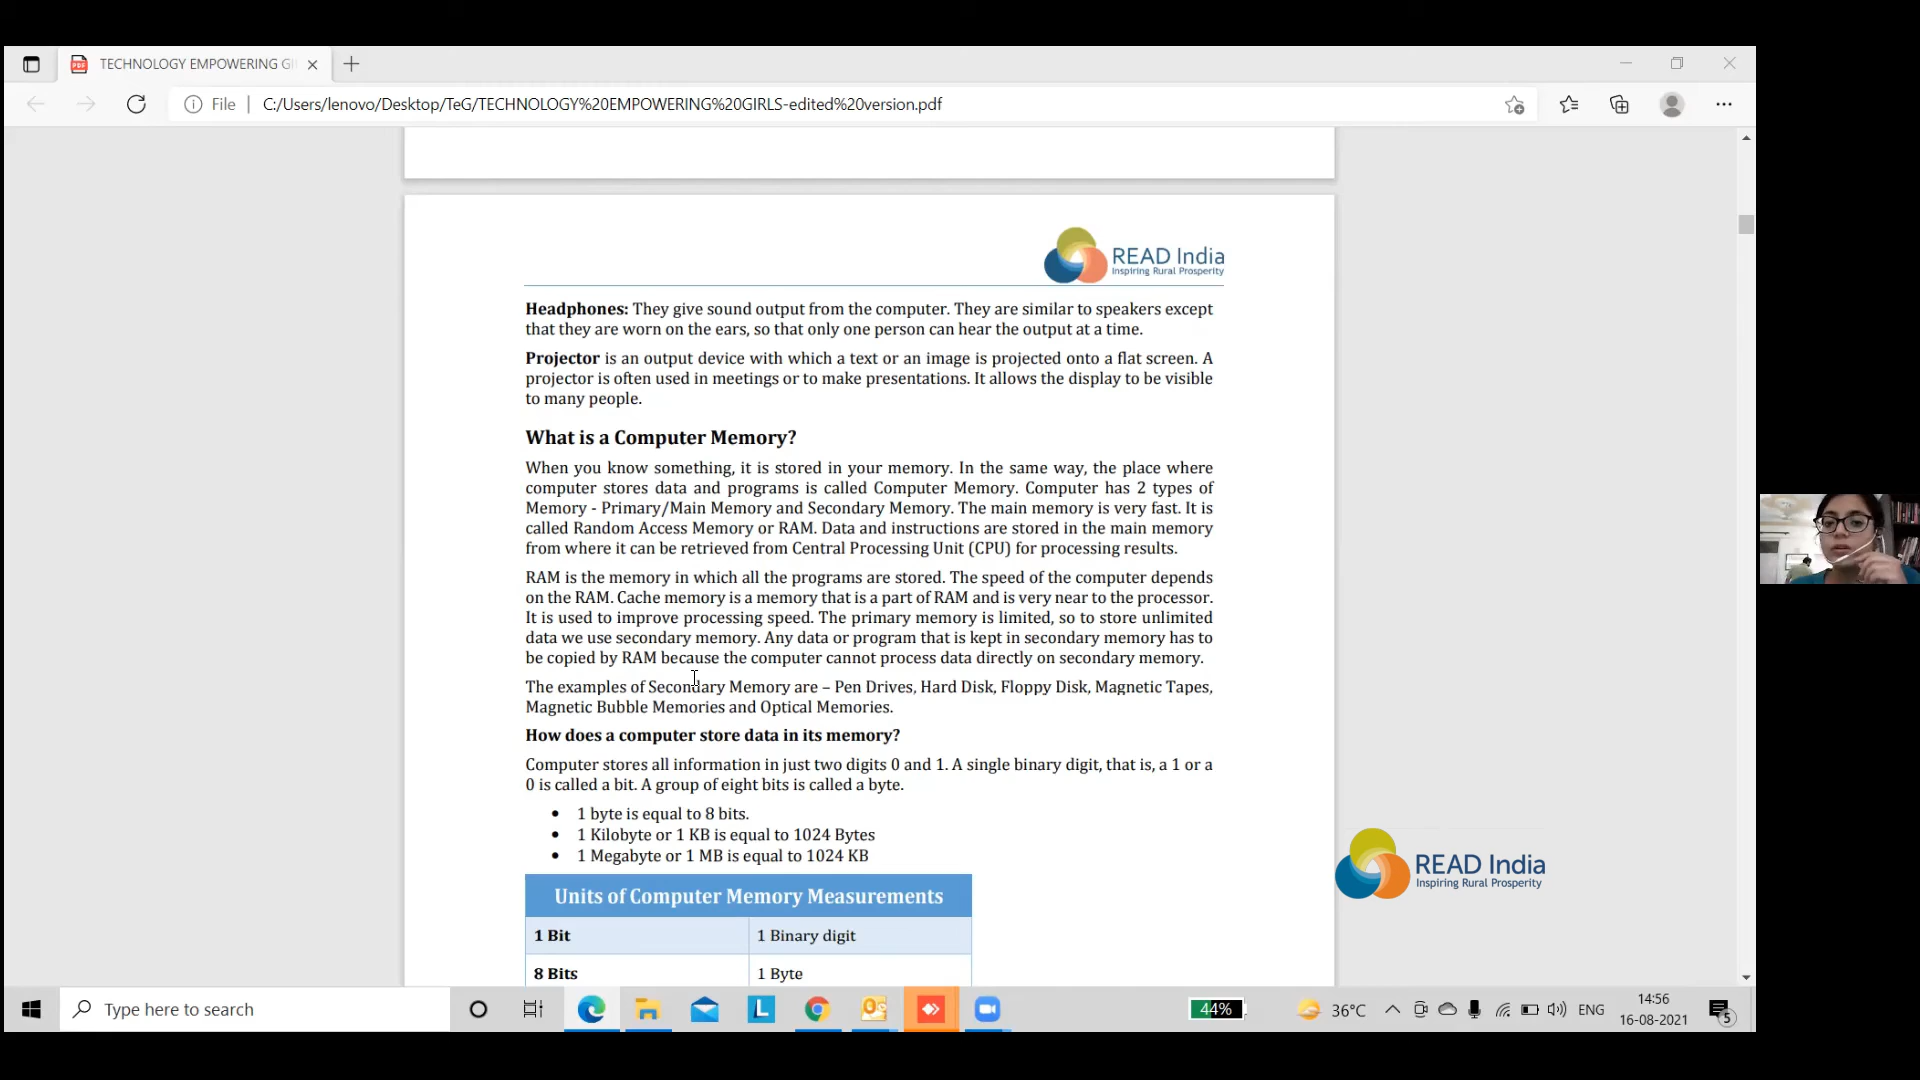 TECHNOLOGY EMPOWERING GI
File
C:/Users/lenovo/Desktop/TeG/TECHNOLOGY%20EMPOWERING%20GIRLS-edited%20version.pdf
READ India
Inspiring Rural Prosperity
Headphones: They give sound output from the computer. They are similar to speakers except
that they are worn on the ears, so that only one person can hear the output at a time.
Projector is an output device with which a text or an image is projected onto a flat screen. A
projector is often used in meetings or to make presentations. It allows the display to be visible
to many people.
What is a Computer Memory?
When you know something, it is stored in your memory. In the same way, the place where
computer stores data and programs is called Computer Memory. Computer has 2 types of
Memory - Primary/Main Memory and Secondary Memory. The main memory is very fast. It is
called Random Access Memory or RAM. Data and instructions are stored in the main memory
from where it can be retrieved from Central Processing Unit (CPU) for processing results.
RAM is the memory in which all the programs are stored. The speed of the computer depends
on the RAM. Cache memory is a memory that is a part of RAM and is very near to the processor.
It is used to improve processing speed. The primary memory is limited, so to store unlimited
data we use secondary memory. Any data or program that is kept in secondary memory has to
be copied by RAM because the computer cannot process data directly on secondary memory.
The examples of Secondary Memory are – Pen Drives, Hard Disk, Floppy Disk, Magnetic Tapes,
Magnetic Bubble Memories and Optical Memories.
How does a computer store data in its memory?
Computer stores all information in just two digits 0 and 1. A single binary digit, that is, a 1 or a
0 is called a bit. A group of eight bits is called a byte.
• 1 byte is equal to 8 bits.
• 1 Kilobyte or 1 KB is equal to 1024 Bytes
• 1 Megabyte or 1 MB is equal to 1024 KB
Units of Computer Memory Measurements
1 Bit 1 Binary digit
8 Bits 1 Byte
READ India
Inspiring Rural Prosperity
Type here to search
44%
36°C
ENG
14:56
16-08-2021
5